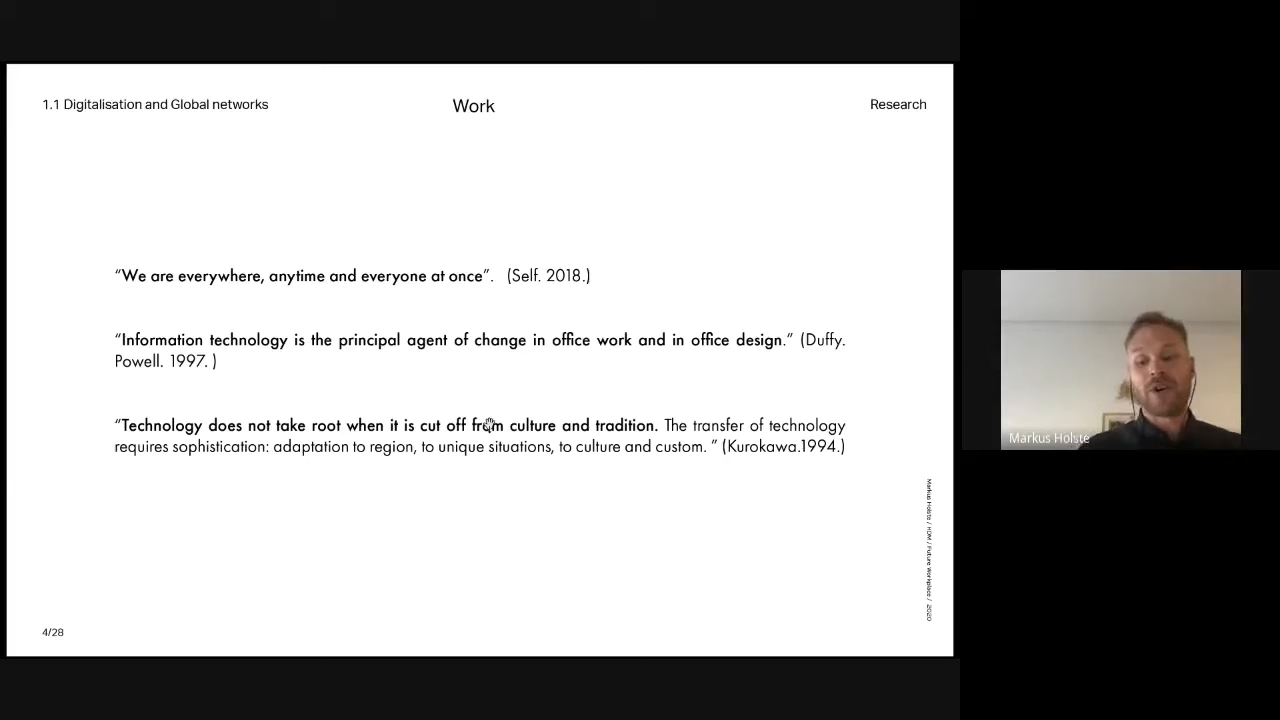 1.1 Digitalisation and Global networks
Work
Research
“We are everywhere, anytime and everyone at once”. (Self. 2018.)
“Information technology is the principal agent of change in office work and in office design.” (Duffy.
Powell. 1997. )
“Technology does not take root when it is cut off from culture and tradition. The transfer of technology
requires sophistication: adaptation to region, to unique situations, to culture and custom. ” (Kurokawa.1994.)
Markus Holste / HDM / Future Workplace / 2020
4/28
Markus Holste